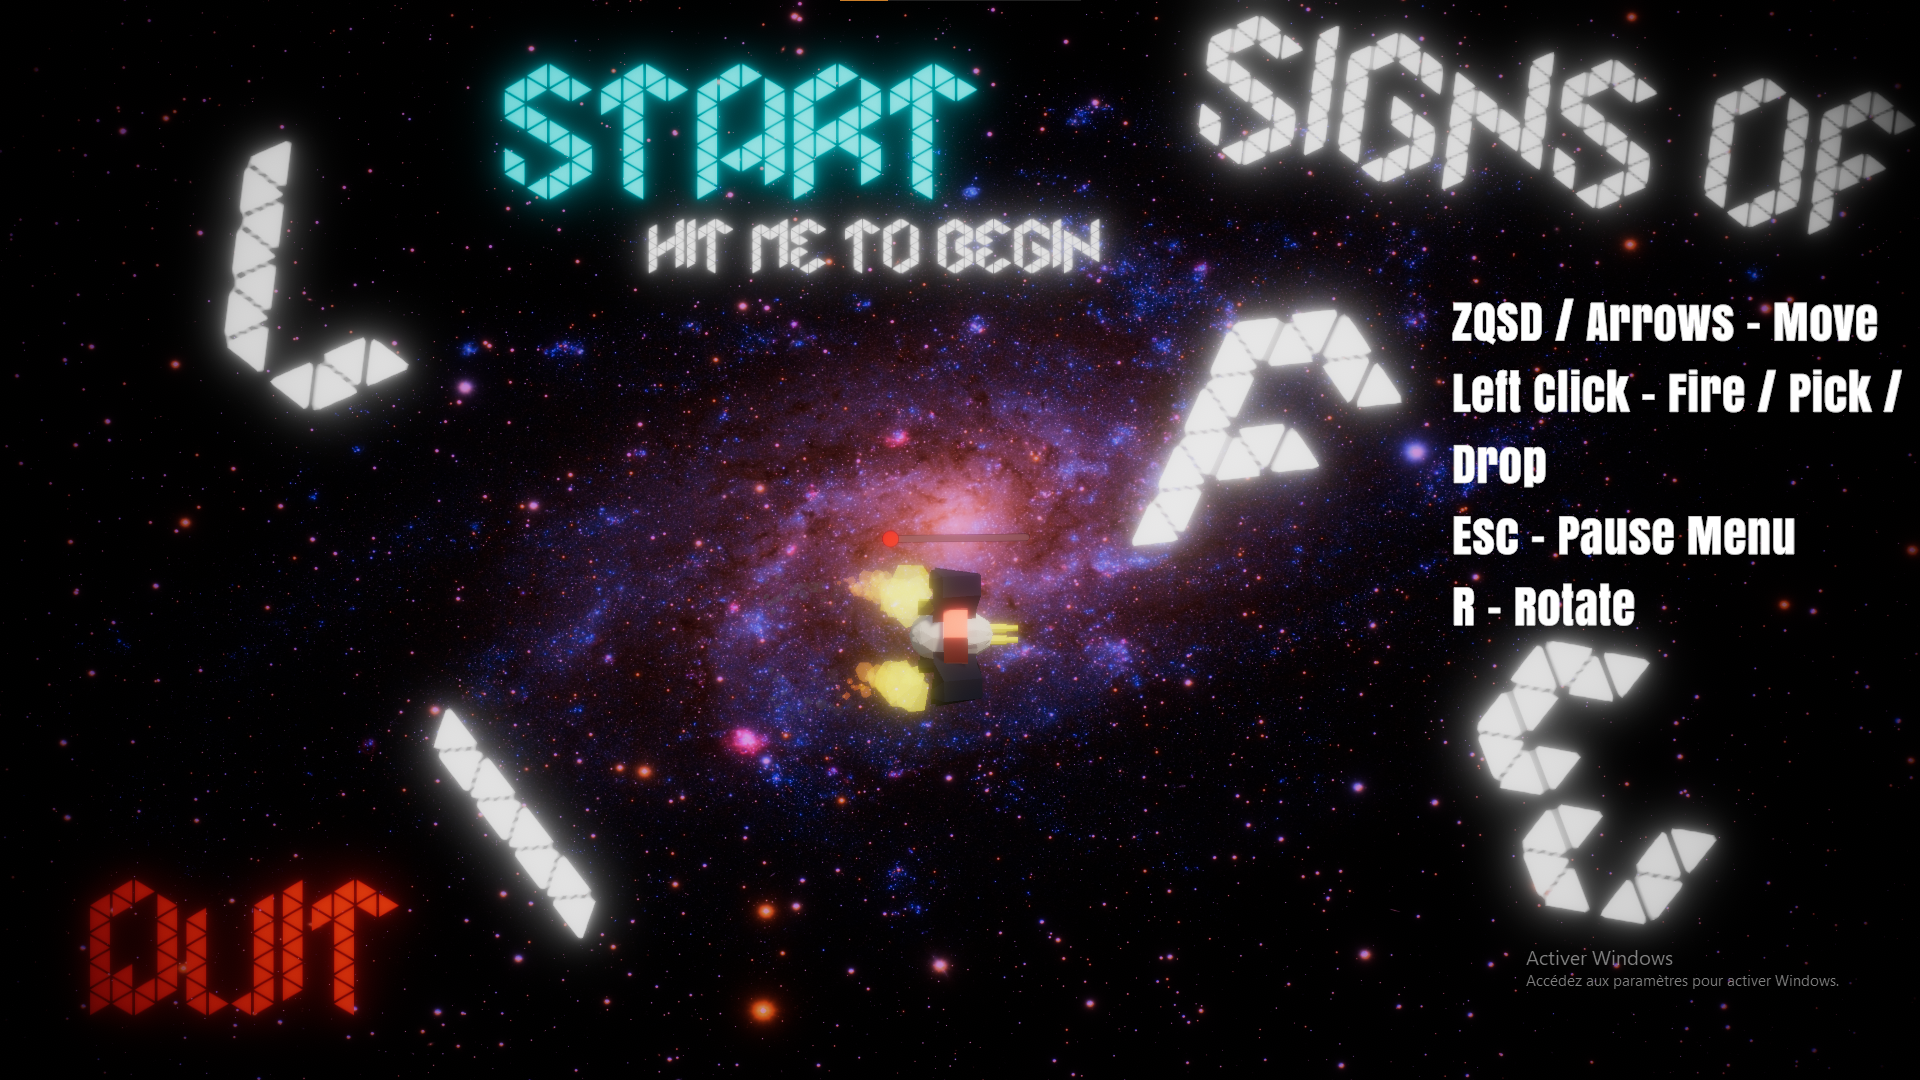 START
HIT ME TO BEGIN
SIGNS OF
L
I
F
E
ZQSD / Arrows - Move
Left Click - Fire / Pick /
Drop
Esc - Pause Menu
R - Rotate
QUIT
Activer Windows
Accédez aux paramètres pour activer Windows.